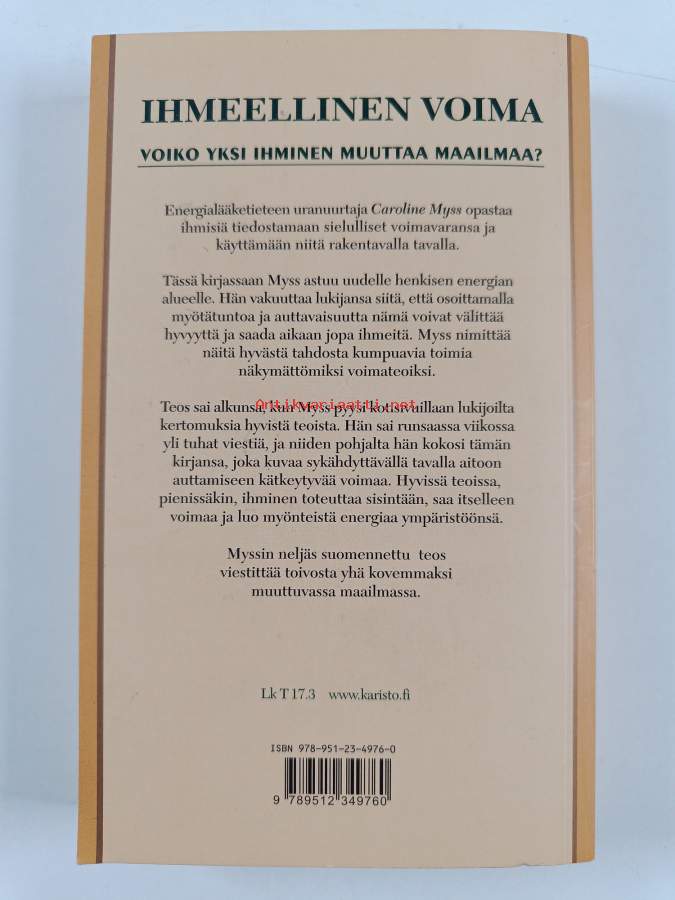 IHMEELLINEN VOIMA
VOIKO YKSI IHMINEN MUUTTAA MAAILMAA?
Energialääketieteen uranuurtaja Caroline Myss opastaa
ihmisiä tiedostamaan sielulliset voimavaransa ja
käyttämään niitä rakentavalla tavalla.
Tässä kirjassaan Myss astuu uudelle henkisen energian
alueelle. Hän vakuuttaa lukijansa siitä, että osoittamalla
myötätuntoa ja auttavaisuutta nämä voivat välittää
hyvyyttä ja saada aikaan jopa ihmeitä. Myss nimittää
näitä hyvästä tahdosta kumpuavia toimia
näkymättömiksi voimateoiksi.
Teos sai alkunsa, kun Myss pyysi kotisivuillaan lukijoilta
Antikvariaatti.net
kertomuksia hyvistä teoista. Hän sai runsaassa viikossa
yli tuhat viestiä, ja niiden pohjalta hän kokosi tämän
kirjansa, joka kuvaa sykähdyttävällä tavalla aitoon
auttamiseen kätkeytyvää voimaa. Hyvissä teoissa,
pienissäkin, ihminen toteuttaa sisintään, saa itselleen
voimaa ja luo myönteistä energiaa ympäristöönsä.
Myssin neljäs suomennettu teos
viestittää toivosta yhä kovemmaksi
muuttuvassa maailmassa.
Lk T 17.3 www.karisto.fi
ISBN 978-951-23-4976-0
9 789512 349760